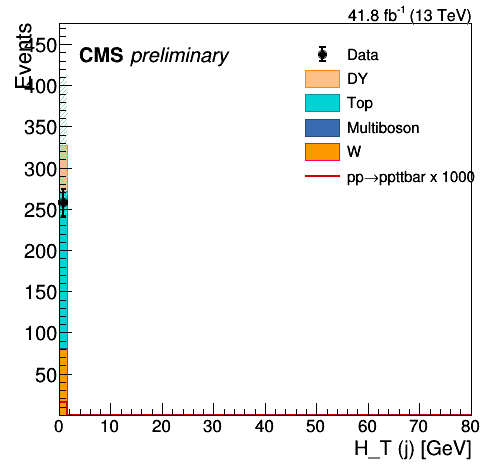 41.8 fb⁻¹ (13 TeV)
Events
CMS preliminary
Data
DY
Top
Multiboson
W
pp→ppttbar x 1000
450
400
350
300
250
200
150
100
50
0 10 20 30 40 50 60 70 80
H_T (j) [GeV]